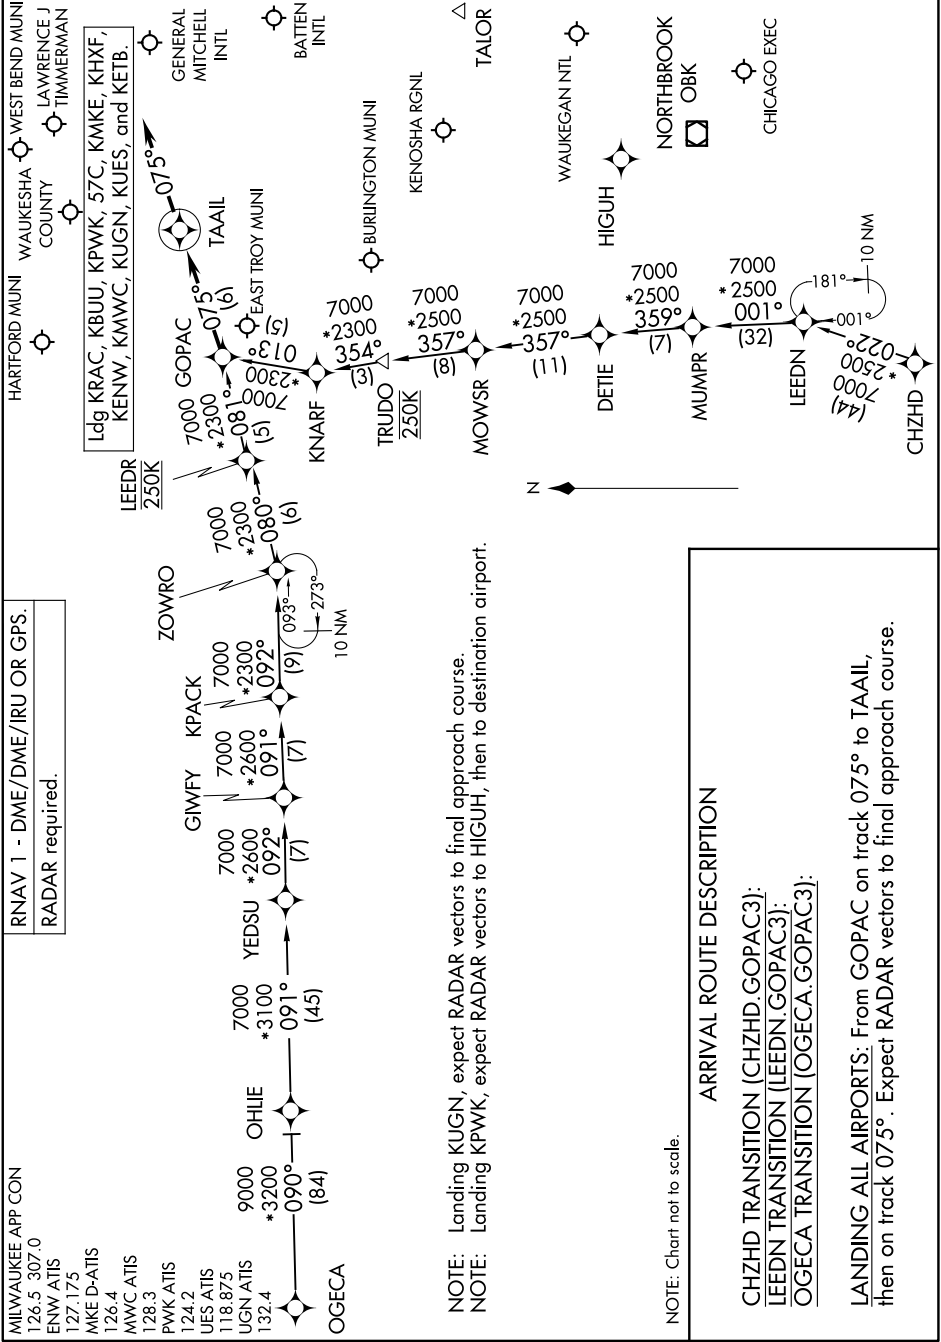 MILWAUKEE APP CON
126.5 307.0
ENW ATIS
127.175
MKE D-ATIS
126.4
MWC ATIS
128.3
PWK ATIS
124.2
UES ATIS
118.875
UGN ATIS
132.4
RNAV 1 - DME/DME/IRU OR GPS.
RADAR required.
HARTFORD MUNI
WAUKESHA
COUNTY
WEST BEND MUNI
LAWRENCE J
TIMMERMAN
Ldg KRAC, KBUU, KPWK, 57C, KMKE, KHXF,
KENW, KMWC, KUGN, KUES, and KETB.
GENERAL
MITCHELL
INTL
BATTEN
INTL
OGECA
9000
*3200
090°
(84)
OHLIE
7000
*3100
091°
(45)
YEDSU
7000
*2600
092°
(7)
GIWFY
7000
*2600
091°
(7)
KPACK
7000
*2300
092°
(9)
ZOWRO
093°
273°
10 NM
7000
*2300
080°
(6)
LEEDR
250K
7000
*2300
081°
(5)
GOPAC
075°
(6)
TAAIL
075°
EAST TROY MUNI
7000
*2300
013°
(5)
KNARF
7000
*2300
354°
(3)
TRUDO
250K
BURLINGTON MUNI
7000
*2500
357°
(8)
MOWSR
KENOSHA RGNL
TALOR
7000
*2500
357°
(11)
DETIE
WAUKEGAN NTL
HIGUH
7000
*2500
359°
(7)
MUMPR
NORTHBROOK
OBK
7000
*2500
001°
(32)
LEEDN
CHICAGO EXEC
181°
001°
10 NM
022°
*2500
7000
(44)
CHZHD
N
NOTE: Landing KUGN, expect RADAR vectors to final approach course.
NOTE: Landing KPWK, expect RADAR vectors to HIGUH, then to destination airport.
NOTE: Chart not to scale.
ARRIVAL ROUTE DESCRIPTION
CHZHD TRANSITION (CHZHD.GOPAC3):
LEEDN TRANSITION (LEEDN.GOPAC3):
OGECA TRANSITION (OGECA.GOPAC3):
LANDING ALL AIRPORTS: From GOPAC on track 075° to TAAIL,
then on track 075°. Expect RADAR vectors to final approach course.